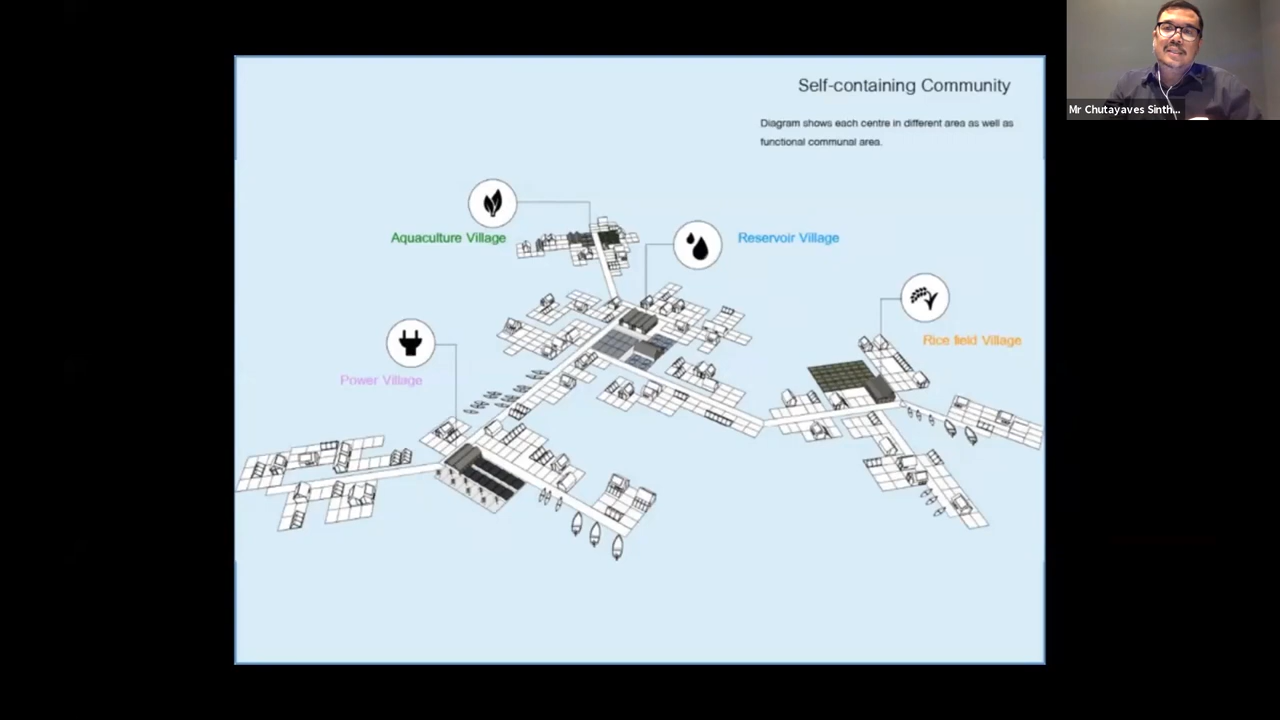 Self-containing Community
Diagram shows each centre in different area as well as
functional communal area.
Aquaculture Village
Reservoir Village
Rice field Village
Power Village
Mr Chutayaves Sinth...